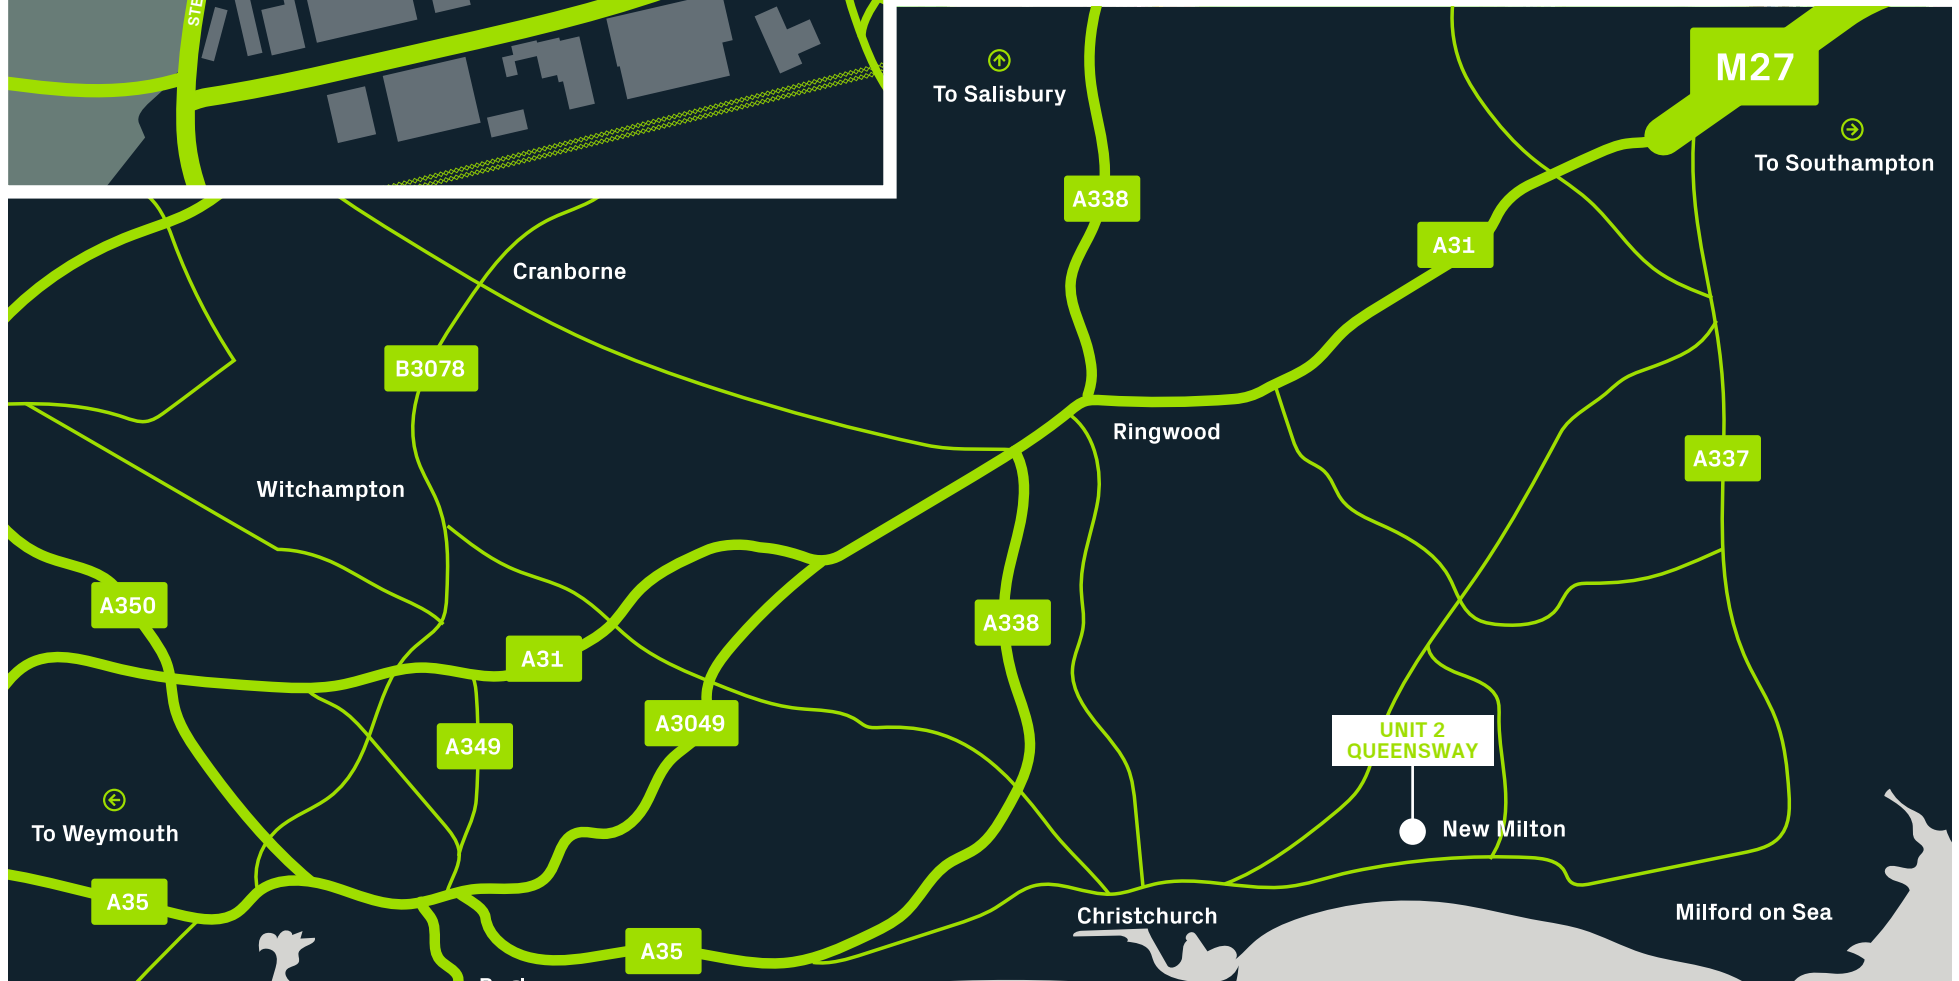 To Salisbury
M27
To Southampton
A338
A31
Cranborne
B3078
Ringwood
A337
Witchampton
A350
A338
A31
A3049
UNIT 2
QUEENSWAY
A349
To Weymouth
New Milton
A35
Christchurch
Milford on Sea
A35